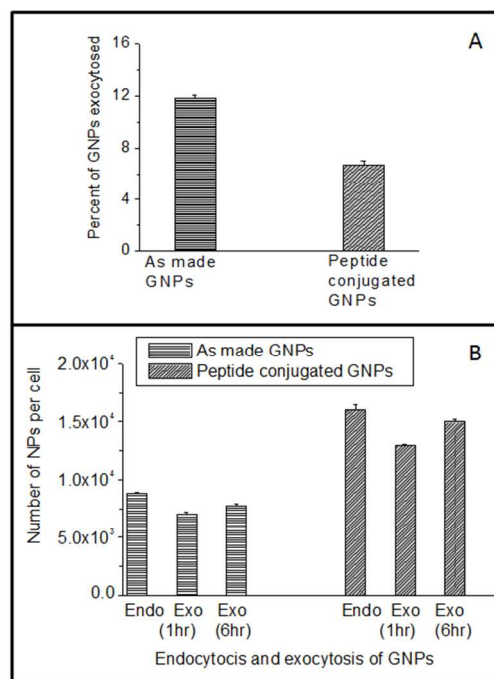 A
Percent of GNPs exocytosed
16
12
8
4
0
As made
GNPs
Peptide
conjugated
GNPs
B
As made GNPs
Peptide conjugated GNPs
Number of NPs per cell
2.0x10⁴
1.5x10⁴
1.0x10⁴
5.0x10³
0.0
Endo Exo Exo Endo Exo Exo
(1hr) (6hr) (1hr) (6hr)
Endocytocis and exocytosis of GNPs